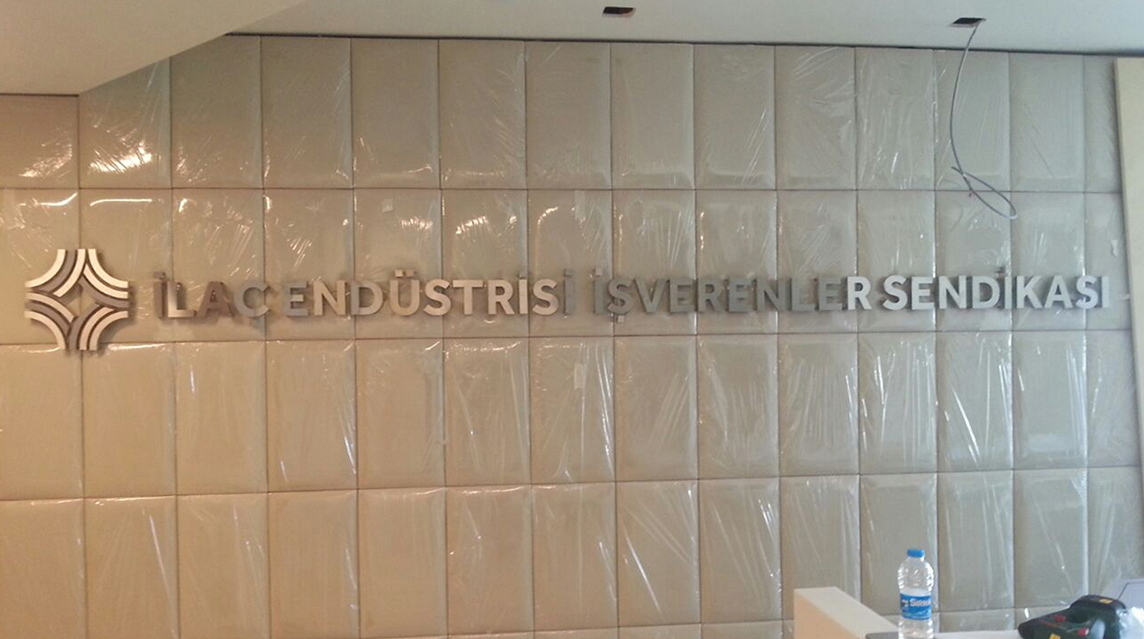 İLAÇ ENDÜSTRİSİ İŞVERENLER SENDİKASI